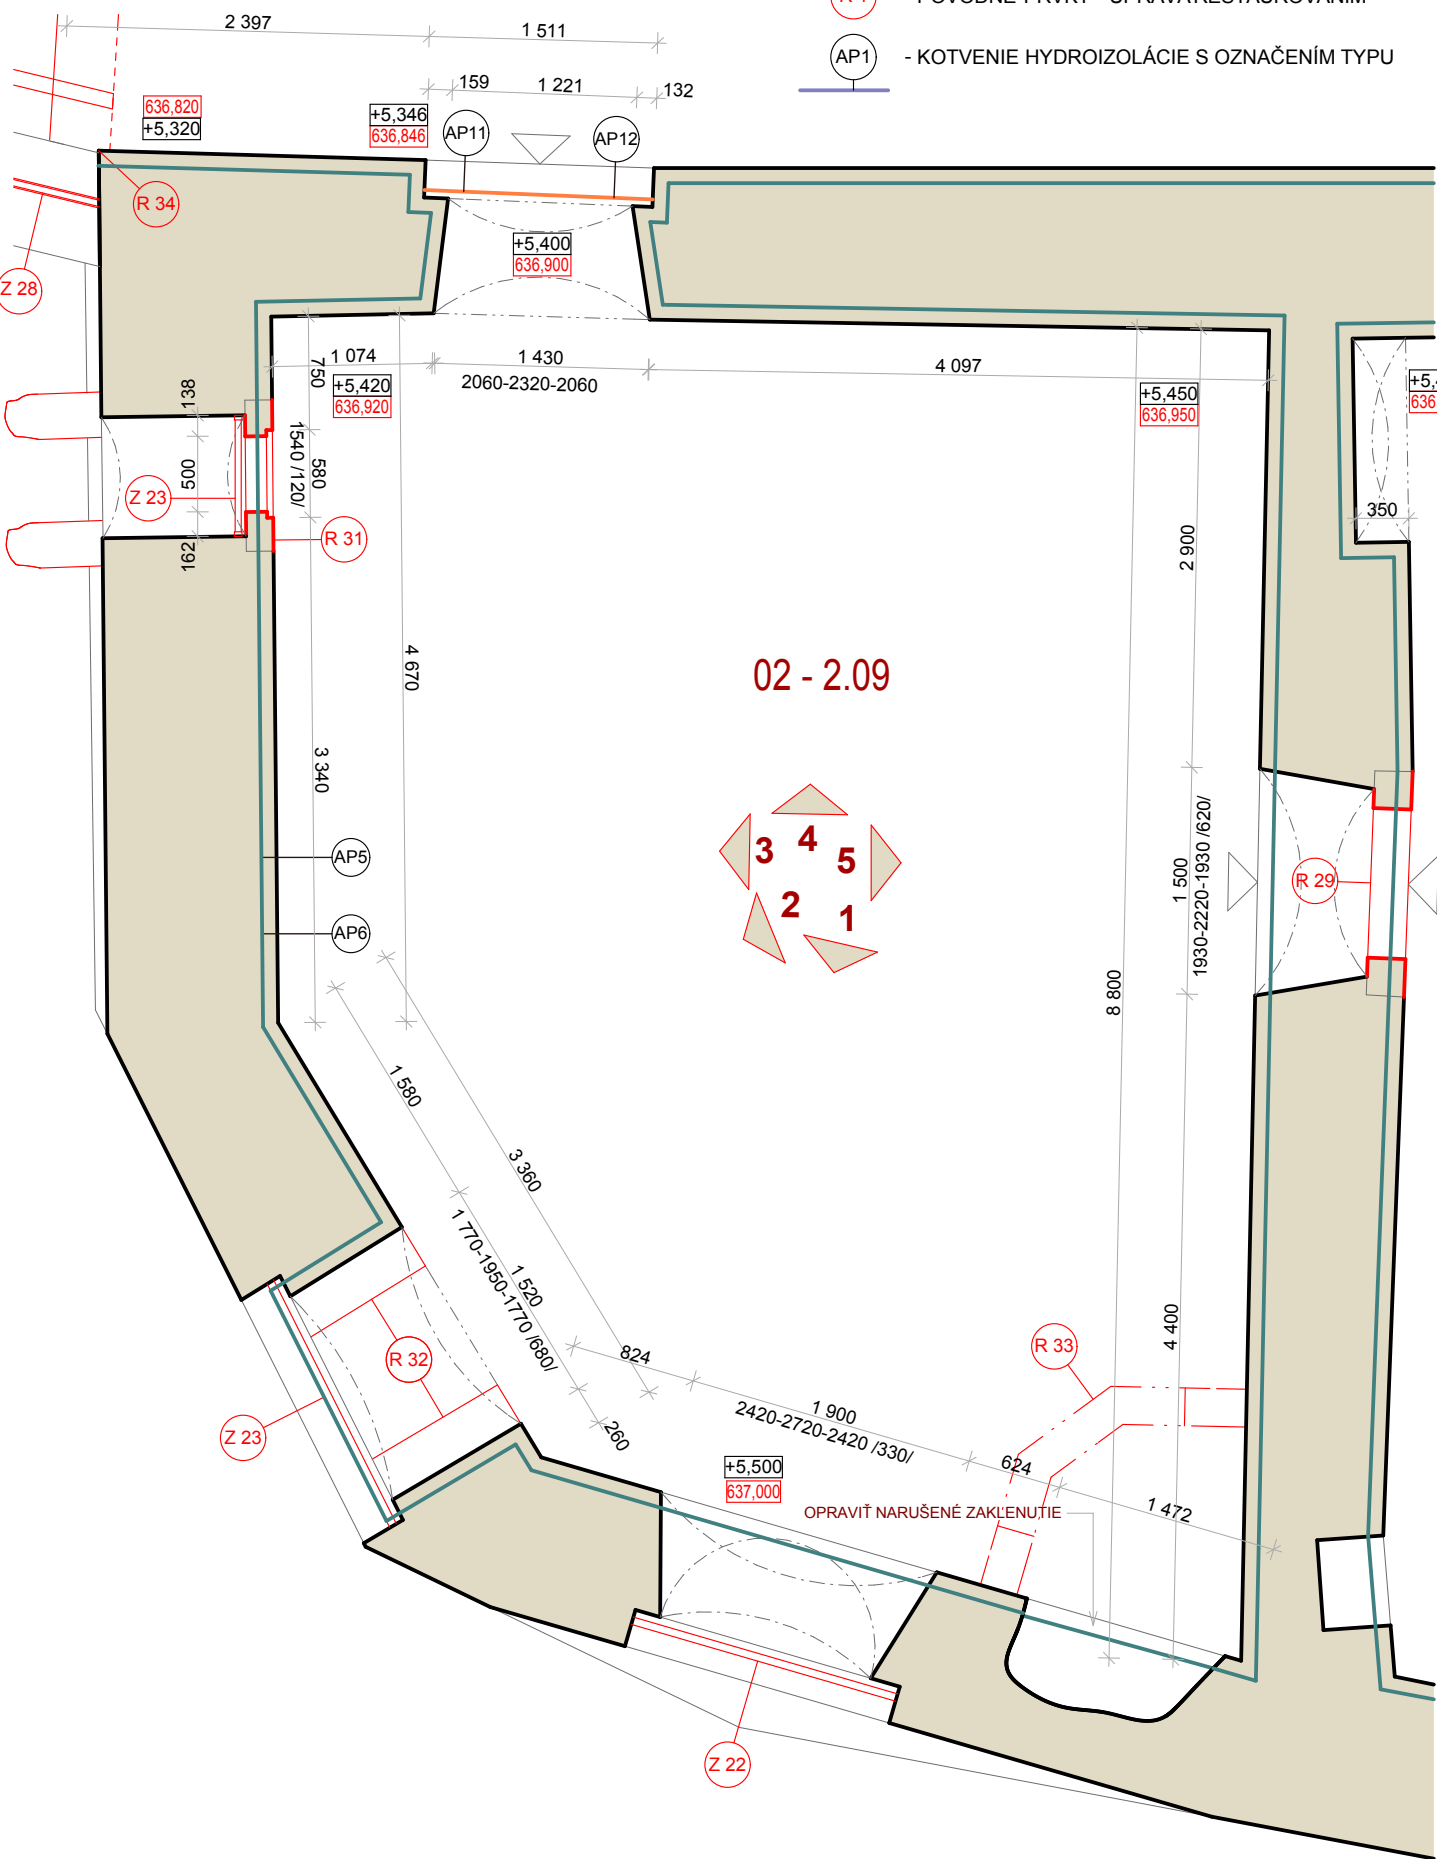 2 397
1 511
- KOTVENIE HYDROIZOLÁCIE S OZNAČENÍM TYPU
AP1
159
1 221
132
636,820
+5,320
+5,346
636,846
AP11
AP12
R 34
+5,400
636,900
Z 28
1 074
1 430
2060-2320-2060
4 097
750
138
+5,420
636,920
+5,450
636,950
580
1540 /120/
500
Z 23
350
162
R 31
2 900
4 670
02 - 2.09
3 340
1930-2220-1930 /620/
1 500
3
4
5
2
1
AP5
R 29
AP6
8 800
1 580
3 360
1 520
1 770-1950-1770 /680/
824
R 32
R 33
4 400
1 900
2420-2720-2420 /330/
Z 23
260
624
+5,500
637,000
OPRAVIŤ NARUŠENÉ ZAKLENUTIE
1 472
Z 22